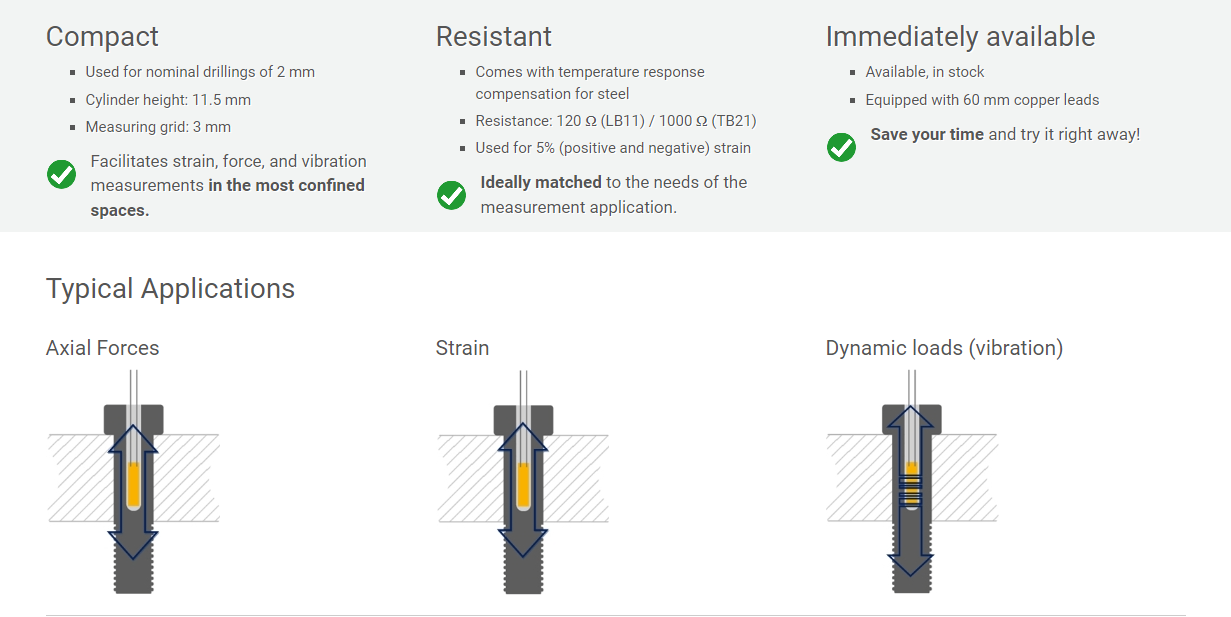 Compact
Used for nominal drillings of 2 mm
Cylinder height: 11.5 mm
Measuring grid: 3 mm
Facilitates strain, force, and vibration
measurements in the most confined
spaces.
Resistant
Comes with temperature response
compensation for steel
Resistance: 120 Ω (LB11) / 1000 Ω (TB21)
Used for 5% (positive and negative) strain
Ideally matched to the needs of the
measurement application.
Immediately available
Available, in stock
Equipped with 60 mm copper leads
Save your time and try it right away!
Typical Applications
Axial Forces
Strain
Dynamic loads (vibration)